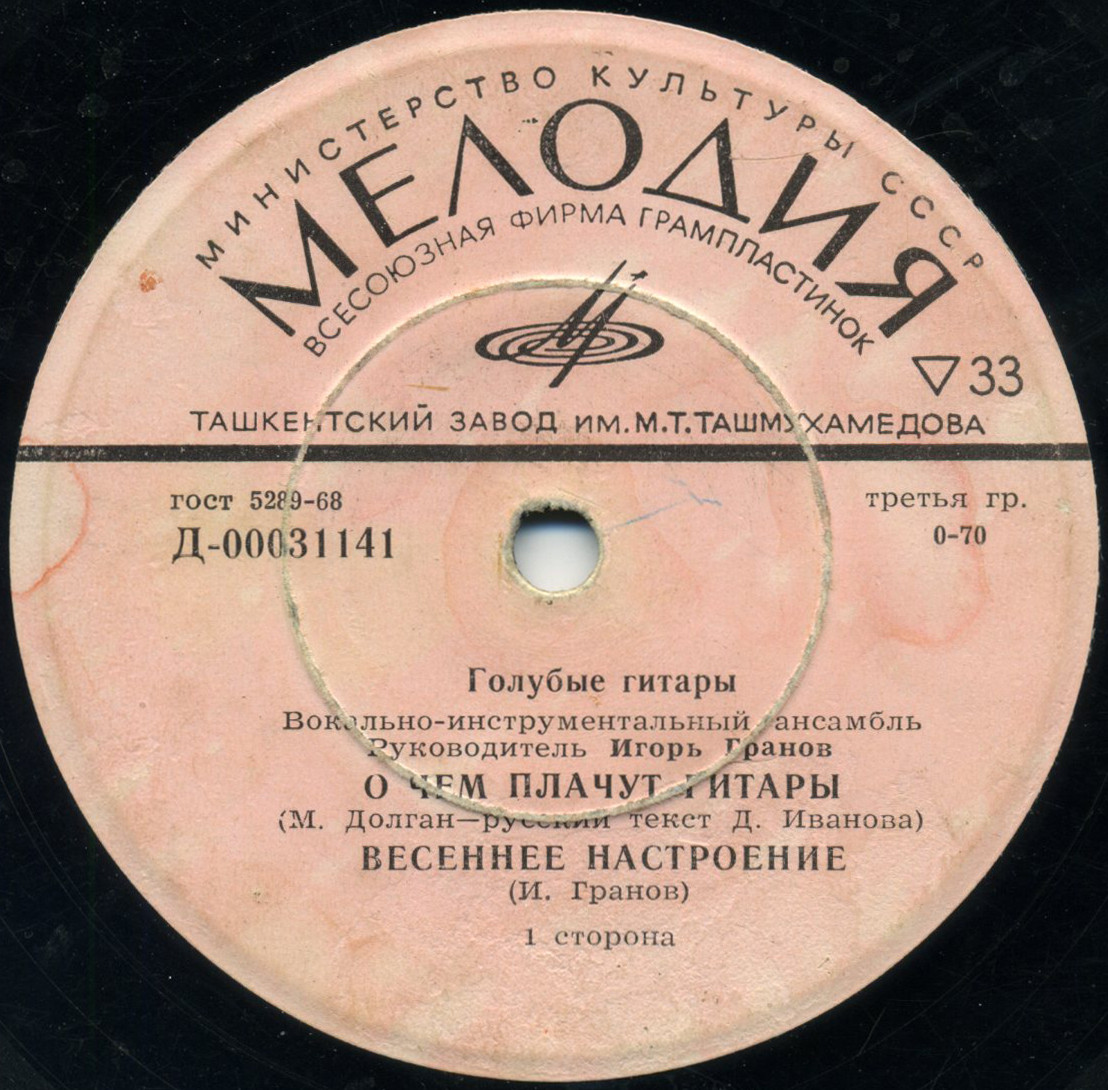 МИНИСТЕРСТВО КУЛЬТУРЫ СССР
МЕЛОДИЯ
ВСЕСОЮЗНАЯ ФИРМА ГРАМПЛАСТИНОК
33
ТАШКЕНТСКИЙ ЗАВОД ИМ. М.Т.ТАШМУХАМЕДОВА
гост 5289-68
третья гр.
Д-00031141
0-70
Голубые гитары
Вокально-инструментальный ансамбль
Руководитель Игорь Гранов
О ЧЕМ ПЛАЧУТ ГИТАРЫ
(М. Долган—русский текст Д. Иванова)
ВЕСЕННЕЕ НАСТРОЕНИЕ
(И. Гранов)
1 сторона